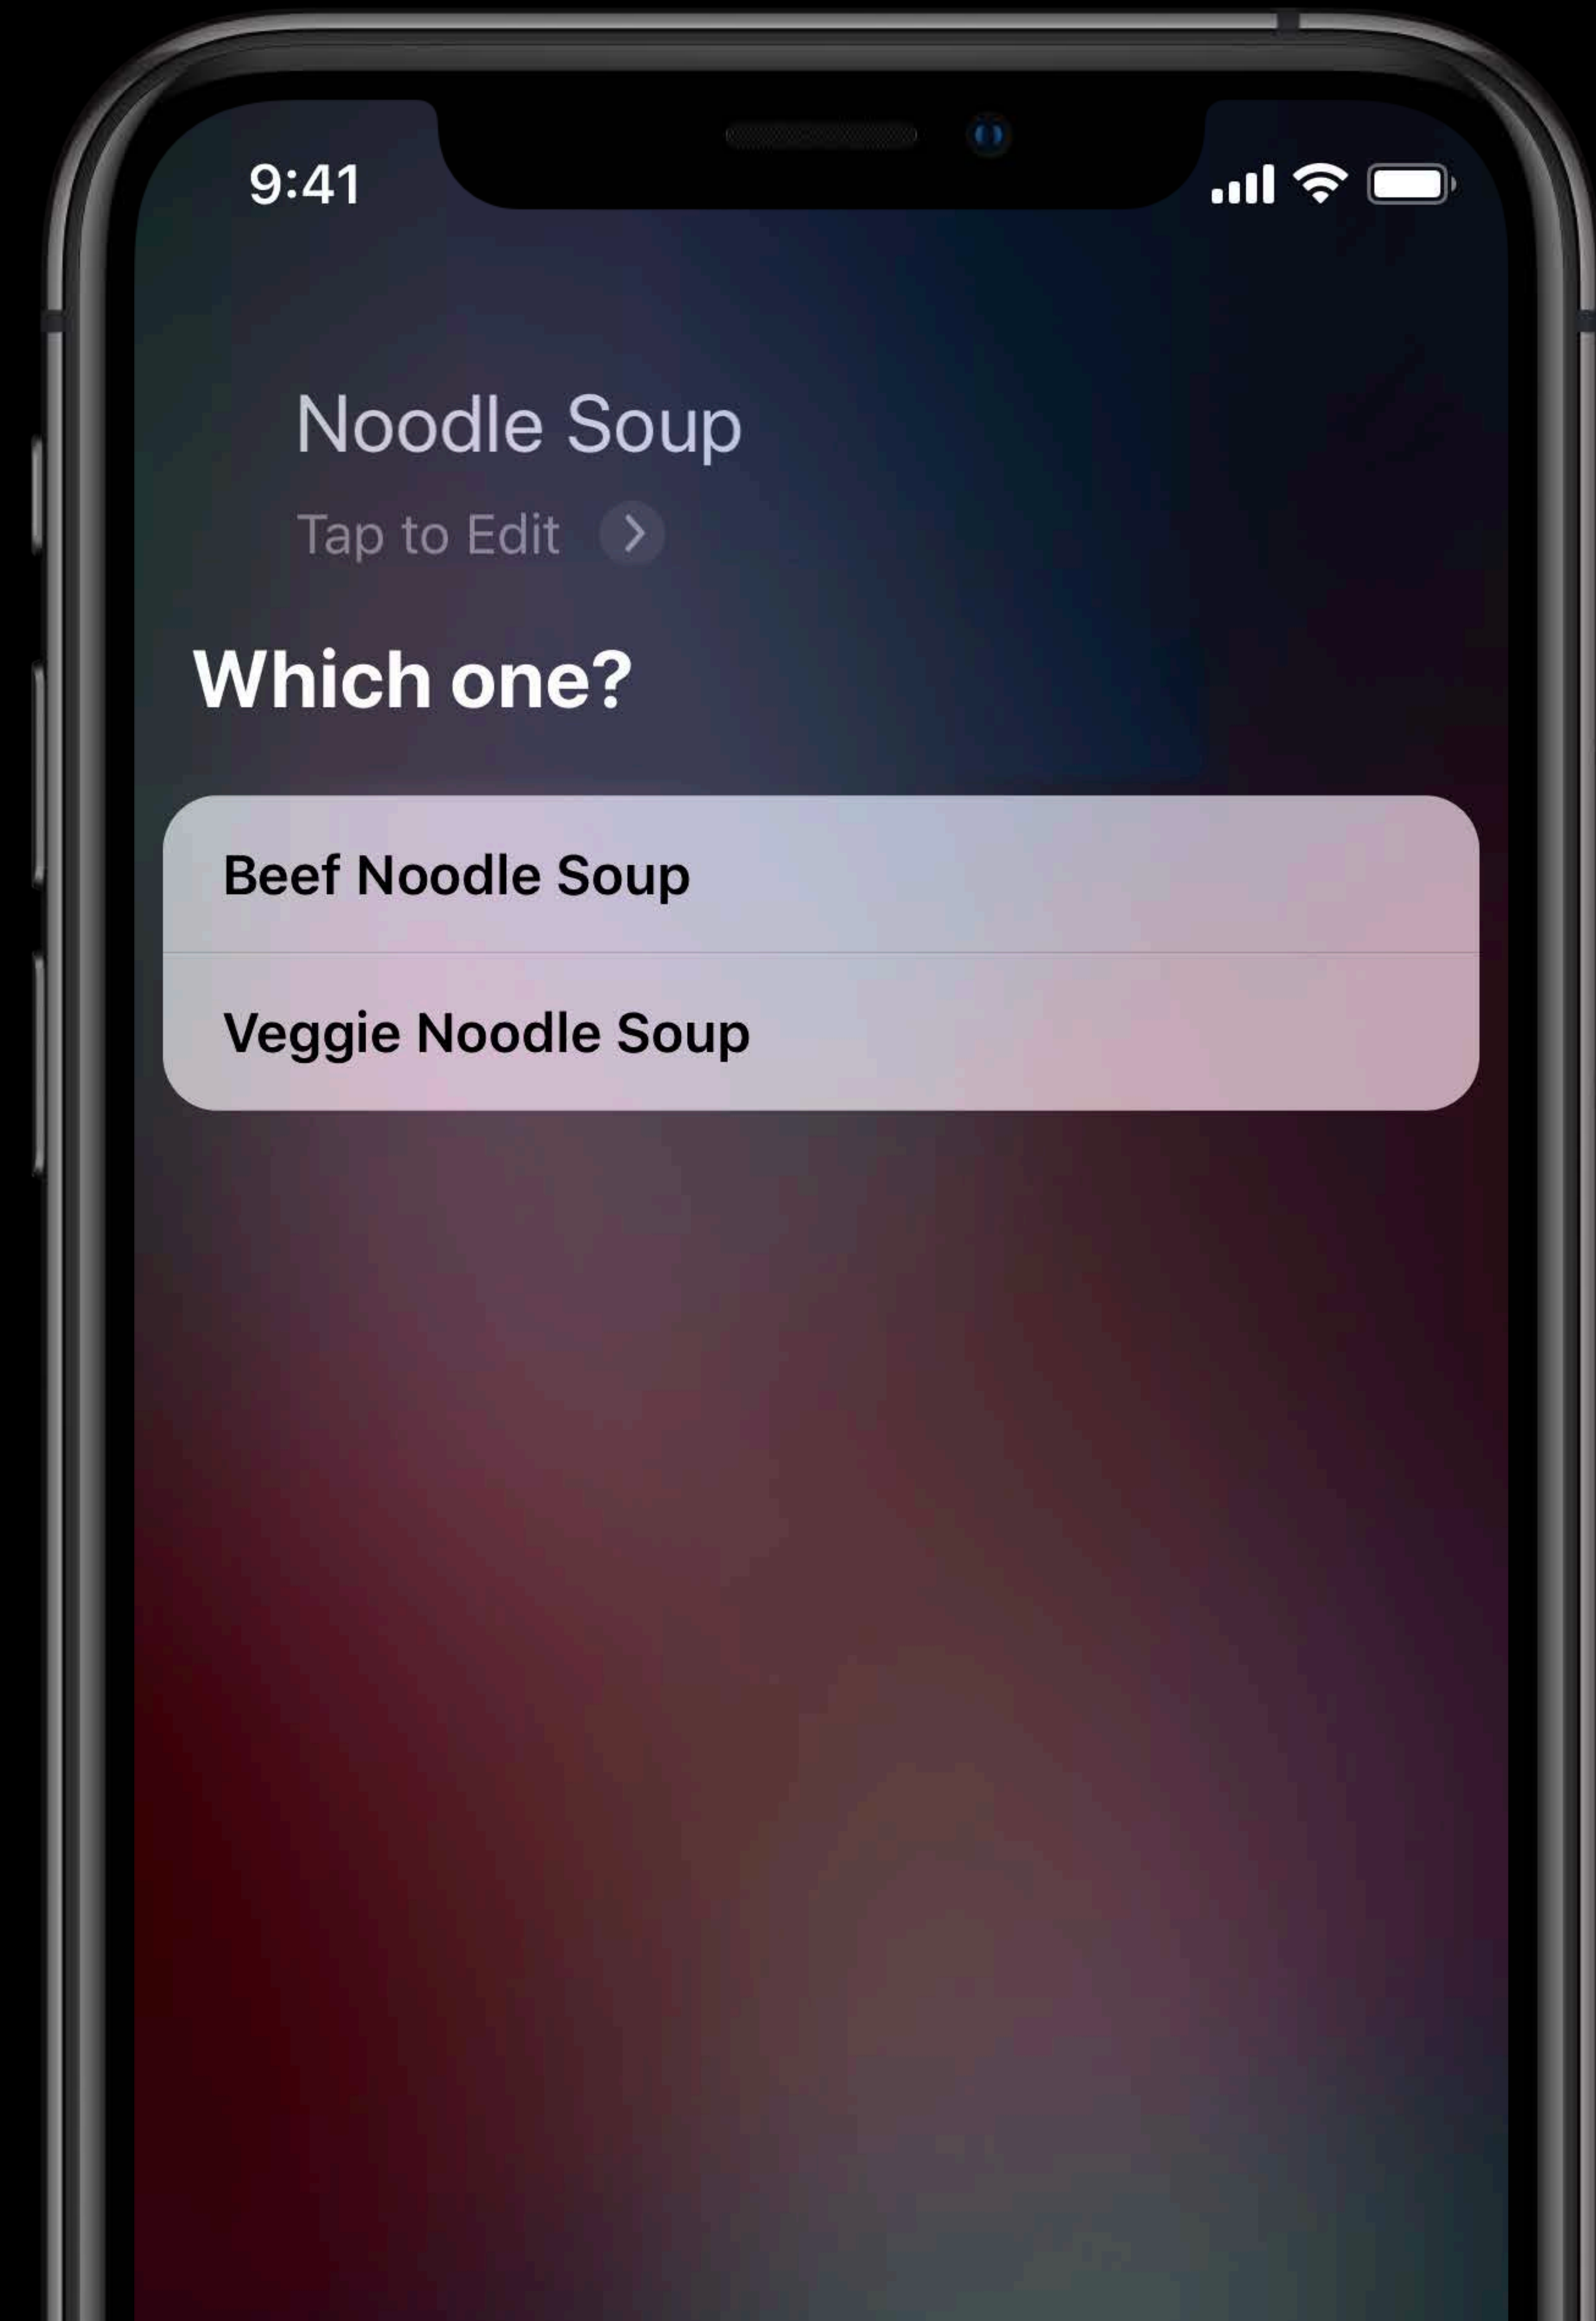 9:41
Noodle Soup
Tap to Edit
Which one?
Beef Noodle Soup
Veggie Noodle Soup